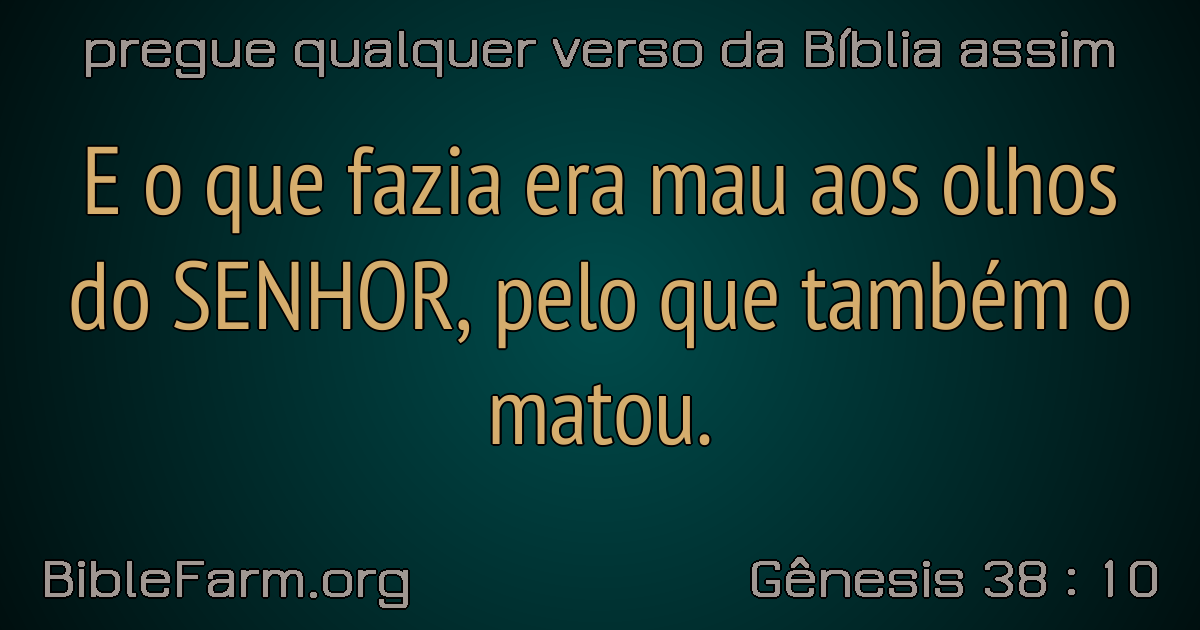 pregue qualquer verso da Bíblia assim
E o que fazia era mau aos olhos
do SENHOR, pelo que também o
matou.
BibleFarm.org
Gênesis 38 : 10